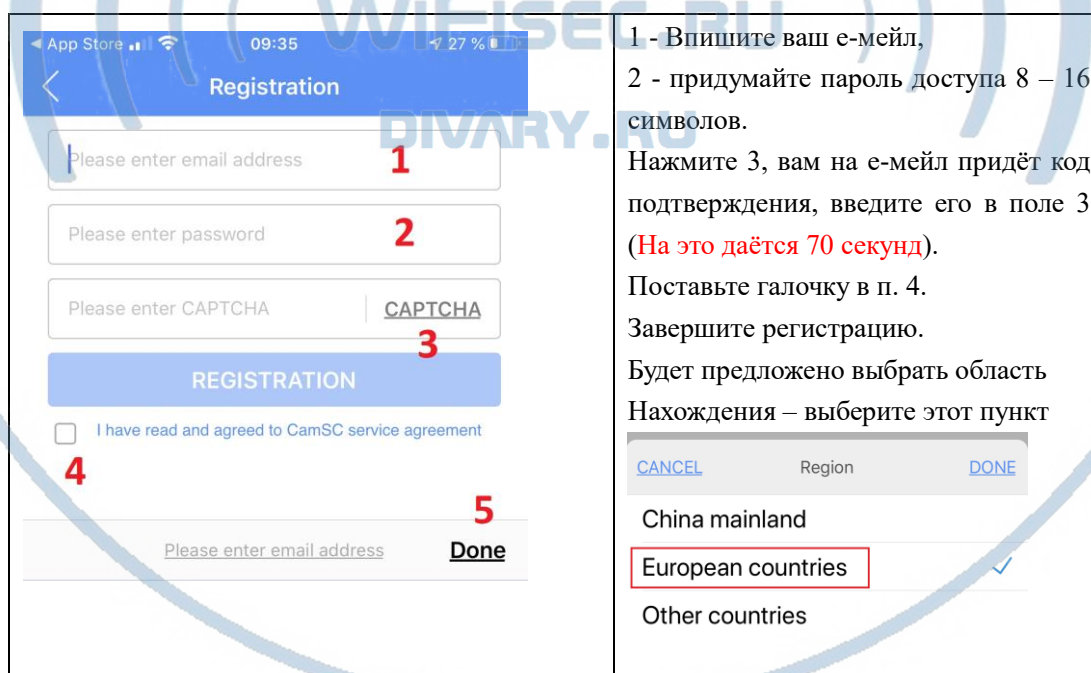 WIFISEC.RU
DIVARY.RU
App Store 09:35 27 %
Registration
Please enter email address 1
Please enter password 2
Please enter CAPTCHA CAPTCHA
3
REGISTRATION
I have read and agreed to CamSC service agreement
4
5
Please enter email address Done
1 - Впишите ваш е-мейл,
2 - придумайте пароль доступа 8 – 16
символов.
Нажмите 3, вам на е-мейл придёт код
подтверждения, введите его в поле 3
(На это даётся 70 секунд).
Поставьте галочку в п. 4.
Завершите регистрацию.
Будет предложено выбрать область
Нахождения – выберите этот пункт
CANCEL Region DONE
China mainland
European countries
Other countries